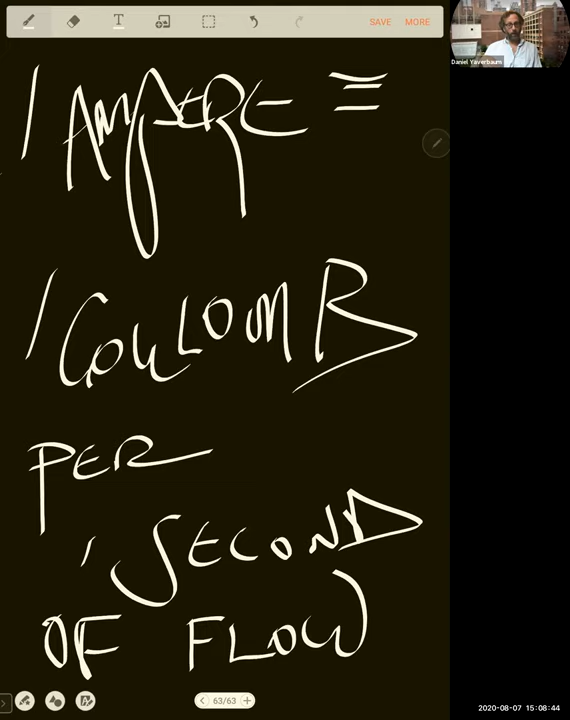 T SAVE MORE
Daniel Yaverbaum
1 AMPERE ≡
1 COULOMB
PER
1 SECOND
OF FLOW
63/63
2020-08-07 15:08:44